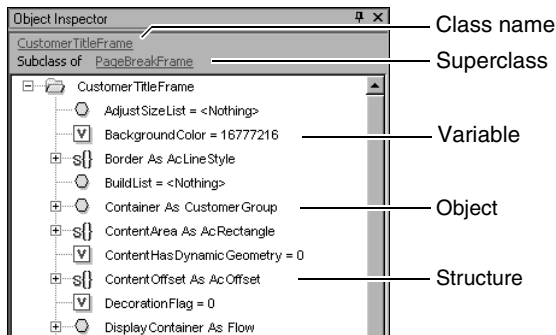 Object Inspector
Class name
CustomerTitleFrame
Subclass of PageBreakFrame
Superclass
CustomerTitleFrame
AdjustSizeList = <Nothing>
V BackgroundColor = 16777216
Variable
S{} Border As AcLineStyle
BuildList = <Nothing>
Container As CustomerGroup
Object
S{} ContentArea As AcRectangle
V ContentHasDynamicGeometry = 0
S{} ContentOffset As AcOffset
Structure
V DecorationFlag = 0
DisplayContainer As Flow